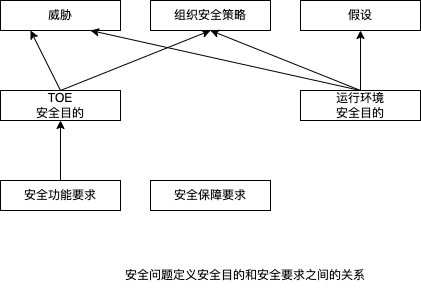 威胁
组织安全策略
假设
TOE
安全目的
运行环境
安全目的
安全功能要求
安全保障要求
安全问题定义安全目的和安全要求之间的关系